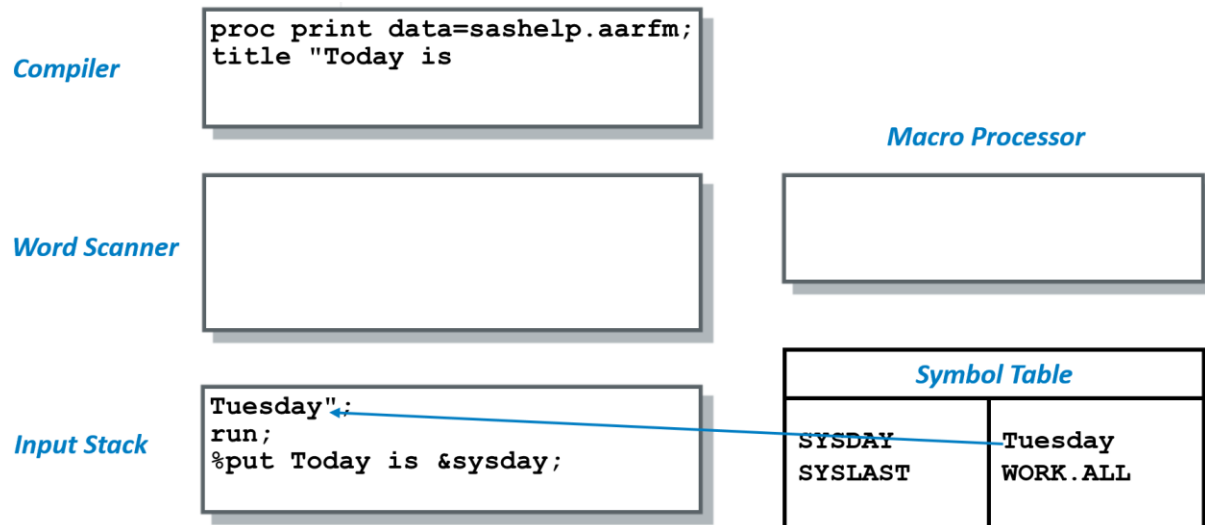 Compiler
proc print data=sashelp.aarfm;
title "Today is
Macro Processor
Word Scanner
Input Stack
Tuesday";
run;
%put Today is &sysday;
Symbol Table
SYSDAY Tuesday
SYSLAST WORK.ALL